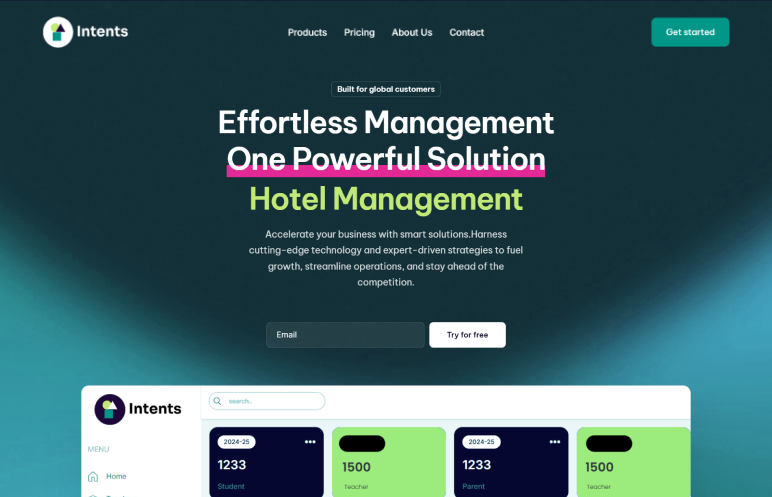 Intents
Products Pricing About Us Contact
Get started
Built for global customers
Effortless Management
One Powerful Solution
Hotel Management
Accelerate your business with smart solutions.Harness
cutting-edge technology and expert-driven strategies to fuel
growth, streamline operations, and stay ahead of the
competition.
Email
Try for free
Intents
search..
MENU
Home
2024-25
1233
Student
1500
Teacher
2024-25
1233
Parent
1500
Teacher